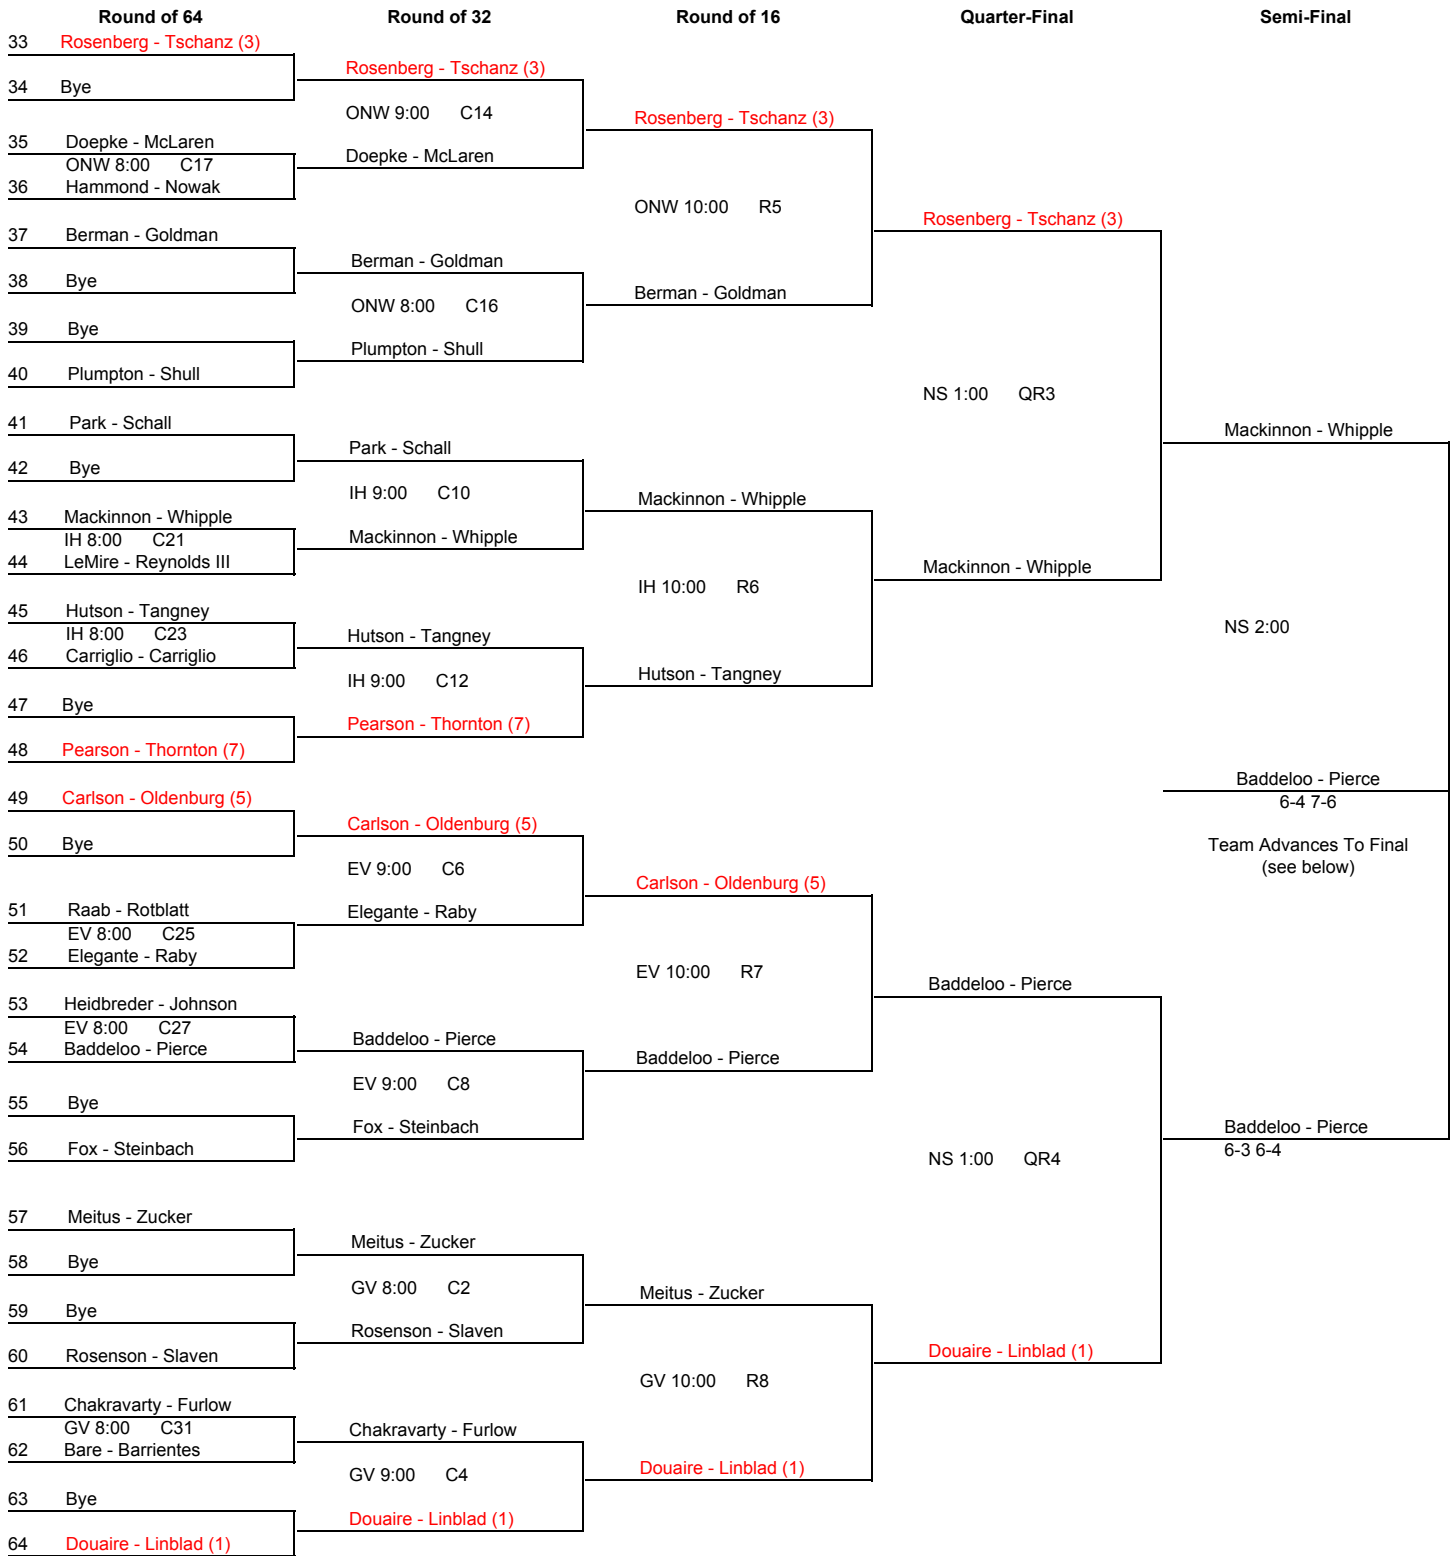 Round of 64 Round of 32 Round of 16 Quarter-Final Semi-Final
33 Rosenberg - Tschanz (3)
Rosenberg - Tschanz (3)
34 Bye
ONW 9:00 C14
Rosenberg - Tschanz (3)
35 Doepke - McLaren
Doepke - McLaren
ONW 8:00 C17
36 Hammond - Nowak
ONW 10:00 R5
Rosenberg - Tschanz (3)
37 Berman - Goldman
Berman - Goldman
38 Bye
Berman - Goldman
ONW 8:00 C16
39 Bye
Plumpton - Shull
40 Plumpton - Shull
NS 1:00 QR3
41 Park - Schall
Mackinnon - Whipple
Park - Schall
42 Bye
IH 9:00 C10
Mackinnon - Whipple
43 Mackinnon - Whipple
Mackinnon - Whipple
IH 8:00 C21
44 LeMire - Reynolds III
Mackinnon - Whipple
IH 10:00 R6
45 Hutson - Tangney
NS 2:00
IH 8:00 C23
Hutson - Tangney
46 Carriglio - Carriglio
Hutson - Tangney
IH 9:00 C12
47 Bye
Pearson - Thornton (7)
48 Pearson - Thornton (7)
Baddeloo - Pierce
49 Carlson - Oldenburg (5)
6-4 7-6
Carlson - Oldenburg (5)
50 Bye
Team Advances To Final
(see below)
EV 9:00 C6
Carlson - Oldenburg (5)
51 Raab - Rotblatt
Elegante - Raby
EV 8:00 C25
52 Elegante - Raby
EV 10:00 R7
Baddeloo - Pierce
53 Heidbreder - Johnson
EV 8:00 C27
Baddeloo - Pierce
54 Baddeloo - Pierce
Baddeloo - Pierce
EV 9:00 C8
55 Bye
Fox - Steinbach
Baddeloo - Pierce
56 Fox - Steinbach
6-3 6-4
NS 1:00 QR4
57 Meitus - Zucker
Meitus - Zucker
58 Bye
GV 8:00 C2
Meitus - Zucker
59 Bye
Rosenson - Slaven
60 Rosenson - Slaven
Douaire - Linblad (1)
GV 10:00 R8
61 Chakravarty - Furlow
GV 8:00 C31
Chakravarty - Furlow
62 Bare - Barrientes
Douaire - Linblad (1)
GV 9:00 C4
63 Bye
Douaire - Linblad (1)
64 Douaire - Linblad (1)